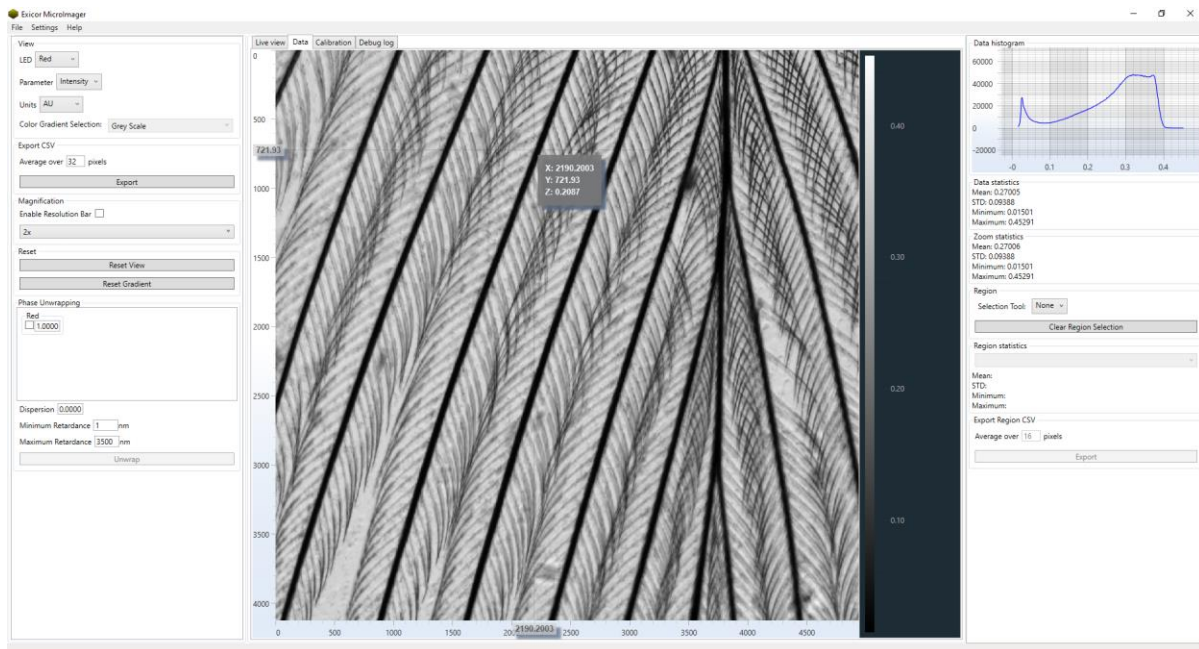 Exicor MicroImager
File Settings Help
View
LED Red
Parameter Intensity
Units AU
Color Gradient Selection: Grey Scale
Export CSV
Average over 32 pixels
Export
Magnification
Enable Resolution Bar
2x
Reset
Reset View
Reset Gradient
Phase Unwrapping
Red
1.0000
Dispersion 0.0000
Minimum Retardance 1 nm
Maximum Retardance 3500 nm
Unwrap
Live view Data Calibration Debug log
0
500
721.93
1000
1500
2000
2500
3000
3500
4000
X: 2190.2003
Y: 721.93
Z: 0.2087
0 500 1000 1500 20 2190.2003 2500 3000 3500 4000 4500
0.40
0.30
0.20
0.10
Data histogram
60000
40000
20000
0
-20000
-0 0.1 0.2 0.3 0.4
Data statistics
Mean: 0.27005
STD: 0.09388
Minimum: 0.01501
Maximum: 0.45291
Zoom statistics
Mean: 0.27006
STD: 0.09388
Minimum: 0.01501
Maximum: 0.45291
Region
Selection Tool: None
Clear Region Selection
Region statistics
Mean:
STD:
Minimum:
Maximum:
Export Region CSV
Average over 16 pixels
Export